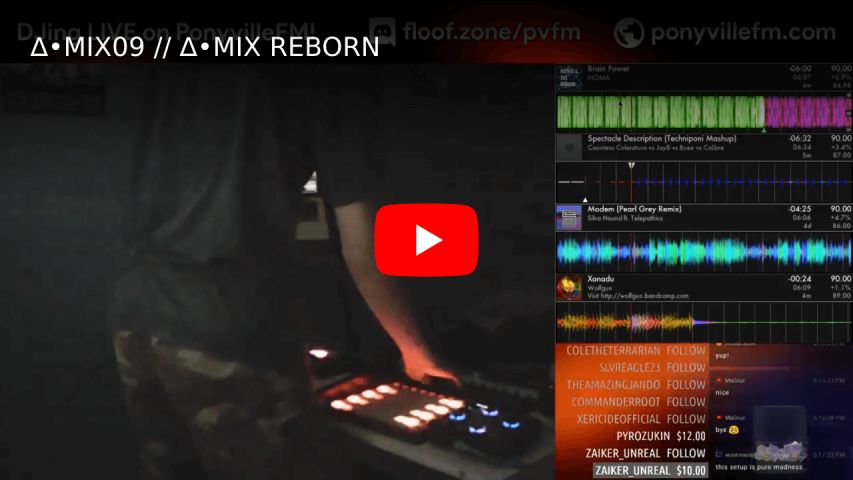 DJing LIVE on PonyvilleFM!
floof.zone/pvfm
ponyvillefm.com
Δ•MIX09 // Δ•MIX REBORN
Brain Power
NOMA
-06:00
06:07
4m
90.00
84.98
Spectacle Description (Techniponi Mashup)
Countess Coloratura vs JayB vs Bcee vs Calibre
-06:32
06:34
5m
90.00
+3.4%
87.00
Modem (Pearl Grey Remix)
Silva Hound ft. Telepathics
-04:25
06:06
4d
90.00
+4.7%
86.00
Xanadu
Wolfgun
Visit http://wolfgun.bandcamp.com
-00:24
06:09
4m
90.00
+1.1%
89.00
COLETHETERRARIAN FOLLOW
SLVREAGLE23 FOLLOW
THEAMAZINGJANDO FOLLOW
COMMANDERROOT FOLLOW
XERICIDEOFFICIAL FOLLOW
PYROZUKIN $12.00
ZAIKER_UNREAL FOLLOW
ZAIKER_UNREAL $10.00
yup!
MaGruz
nice
MaGruz
bye
this setup is pure madness